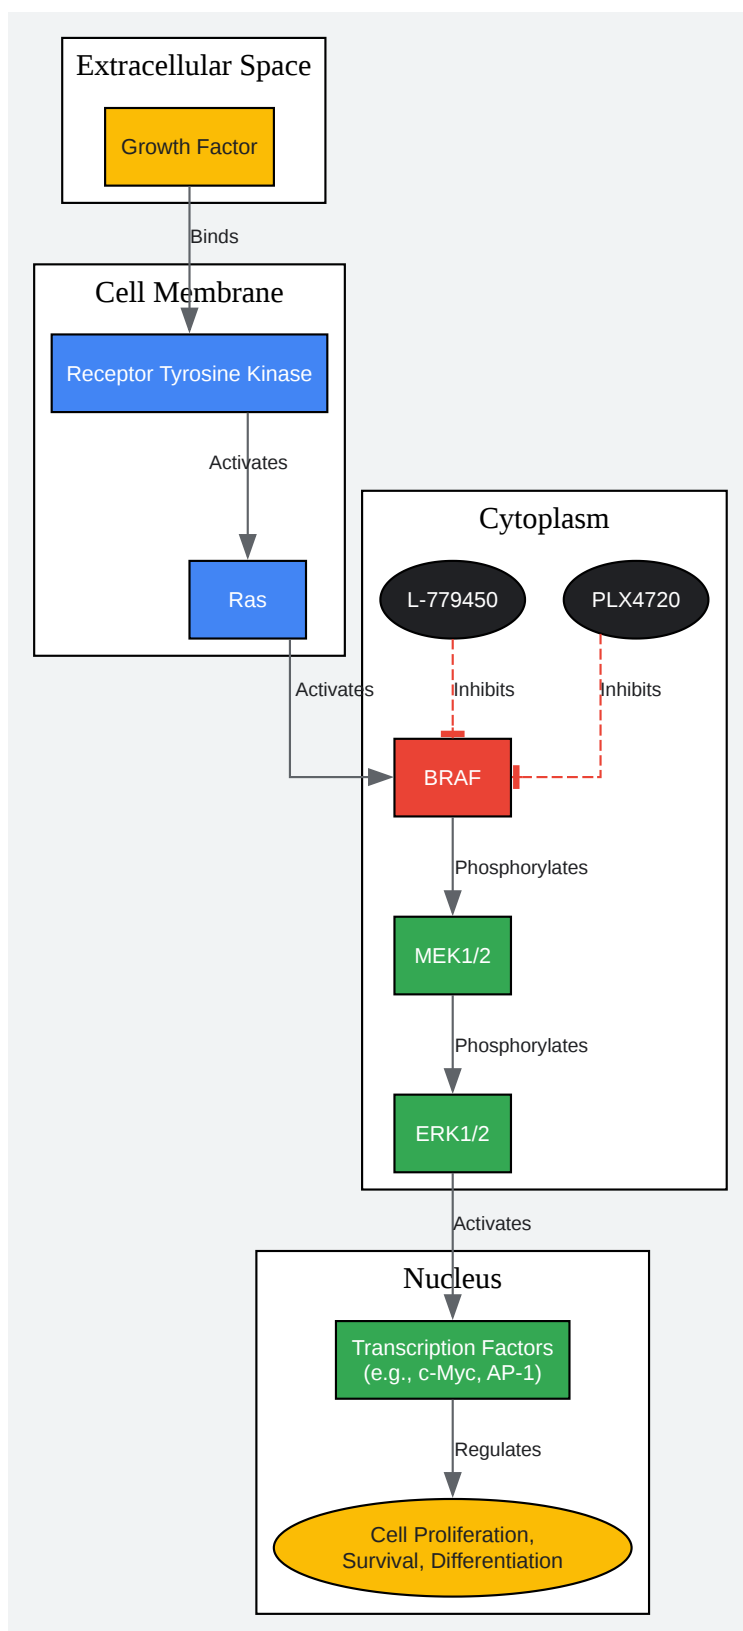 Extracellular Space
Growth Factor
Binds
Cell Membrane
Receptor Tyrosine Kinase
Activates
Ras
Cytoplasm
L-779450
PLX4720
Activates
Inhibits
Inhibits
BRAF
Phosphorylates
MEK1/2
Phosphorylates
ERK1/2
Activates
Nucleus
Transcription Factors
(e.g., c-Myc, AP-1)
Regulates
Cell Proliferation,
Survival, Differentiation